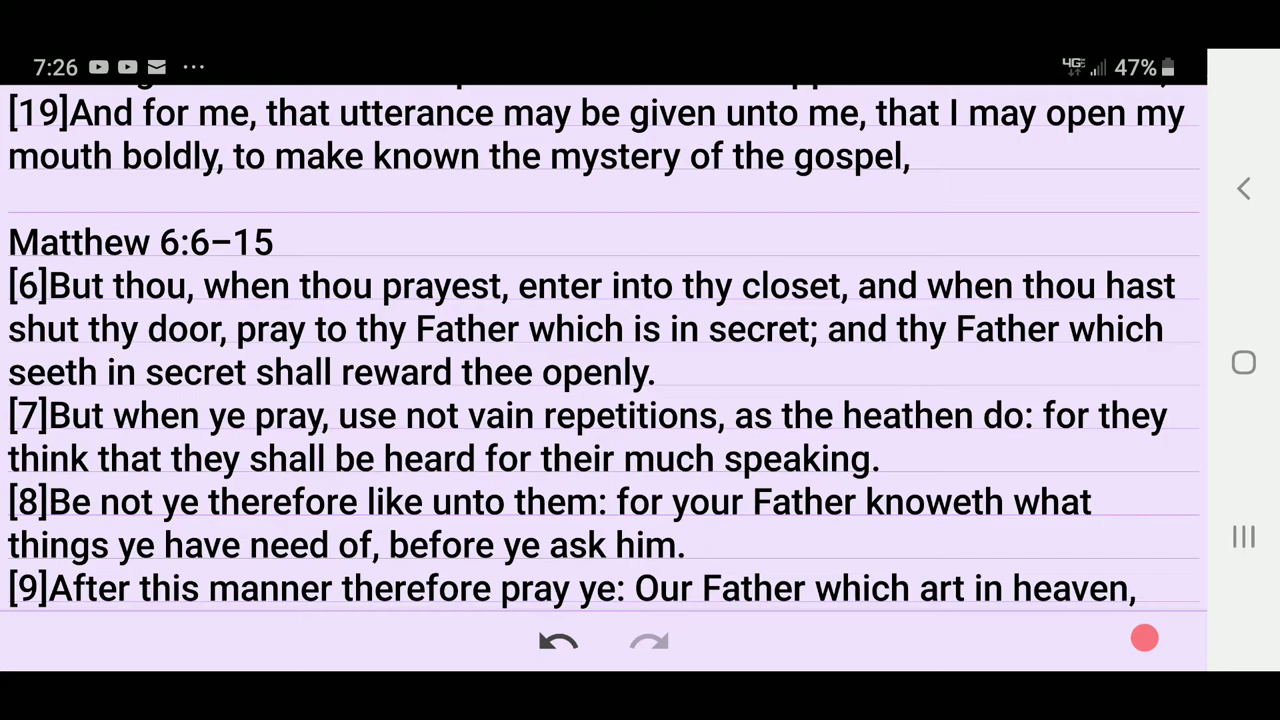 7:26 ... 4GE 47%
[19]And for me, that utterance may be given unto me, that I may open my
mouth boldly, to make known the mystery of the gospel,
Matthew 6:6–15
[6]But thou, when thou prayest, enter into thy closet, and when thou hast
shut thy door, pray to thy Father which is in secret; and thy Father which
seeth in secret shall reward thee openly.
[7]But when ye pray, use not vain repetitions, as the heathen do: for they
think that they shall be heard for their much speaking.
[8]Be not ye therefore like unto them: for your Father knoweth what
things ye have need of, before ye ask him.
[9]After this manner therefore pray ye: Our Father which art in heaven,